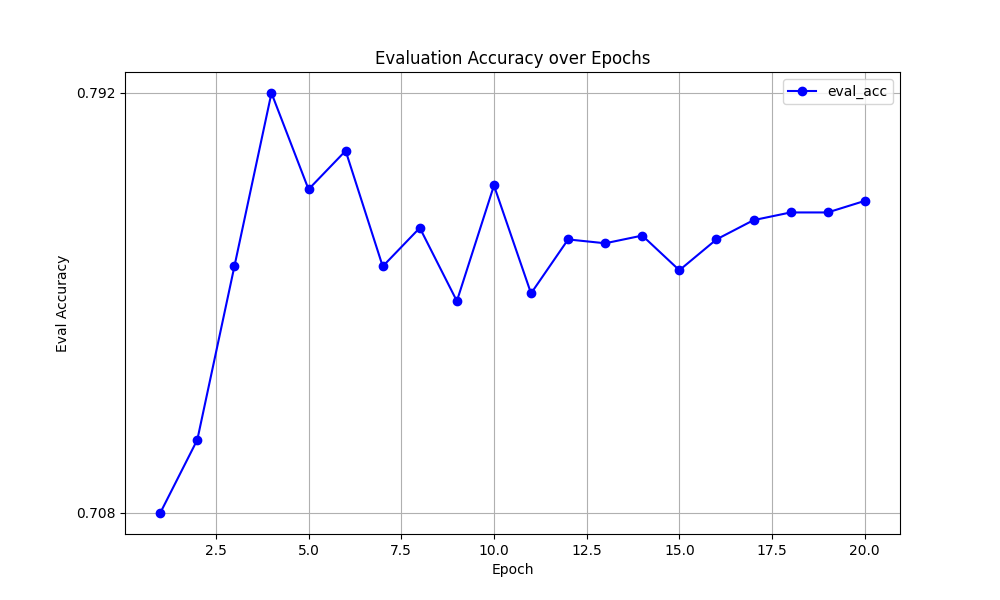 Evaluation Accuracy over Epochs
eval_acc
0.792
0.708
Eval Accuracy
2.5 5.0 7.5 10.0 12.5 15.0 17.5 20.0
Epoch